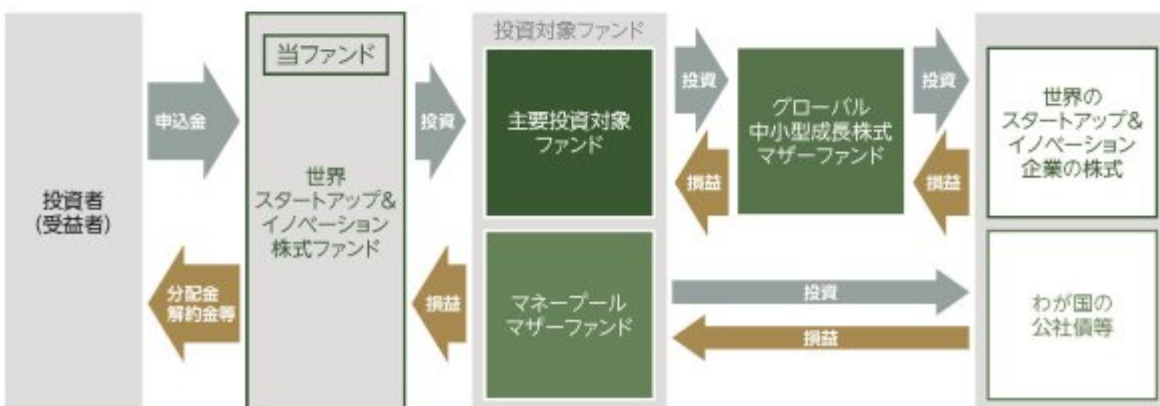 投資者
(受益者)
申込金
分配金
解約金等
当ファンド
世界
スタートアップ&
イノベーション
株式ファンド
投資
損益
投資対象ファンド
主要投資対象
ファンド
マネープール
マザーファンド
投資
損益
グローバル
中小型成長株式
マザーファンド
投資
損益
世界の
スタートアップ&
イノベーション
企業の株式
投資
損益
わが国の
公社債等